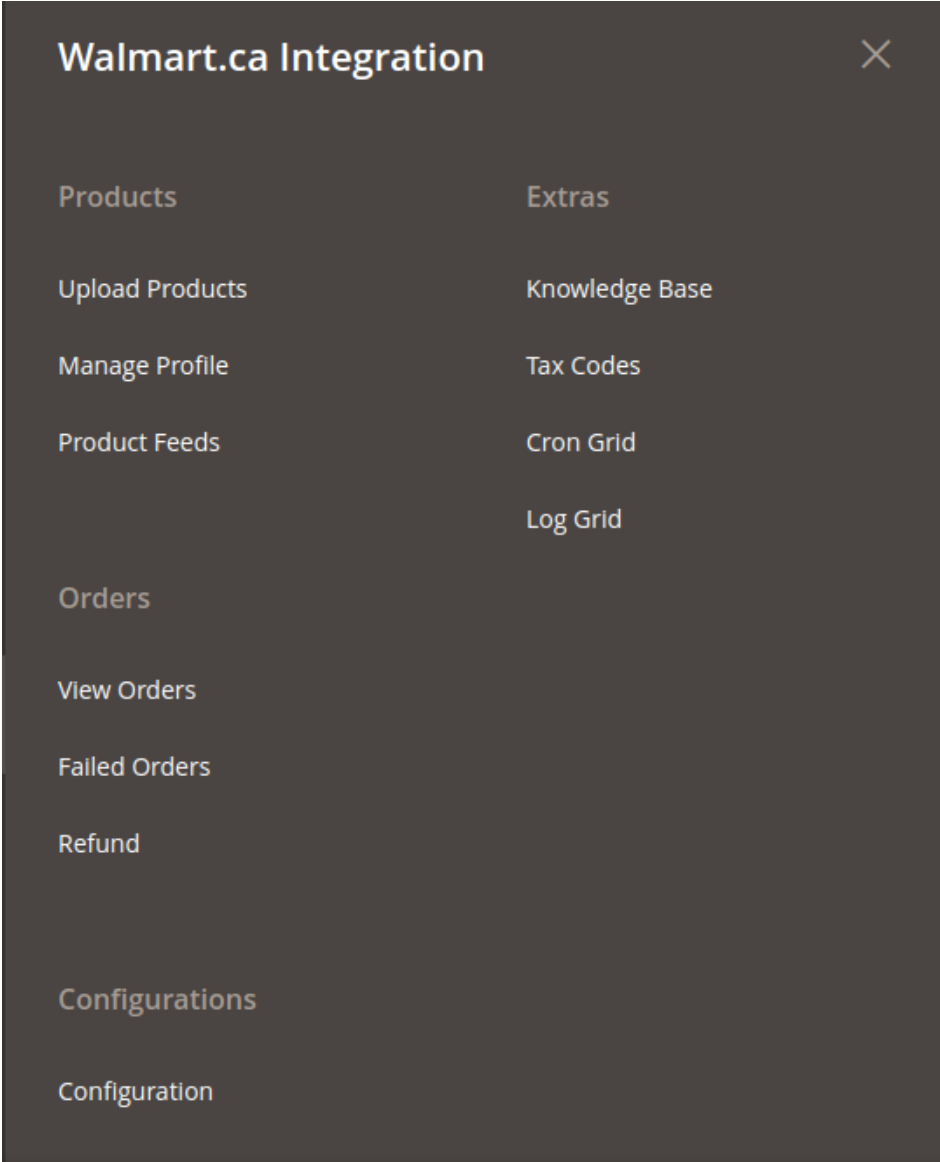 Walmart.ca Integration
Products
Upload Products
Manage Profile
Product Feeds
Orders
View Orders
Failed Orders
Refund
Configurations
Configuration
Extras
Knowledge Base
Tax Codes
Cron Grid
Log Grid